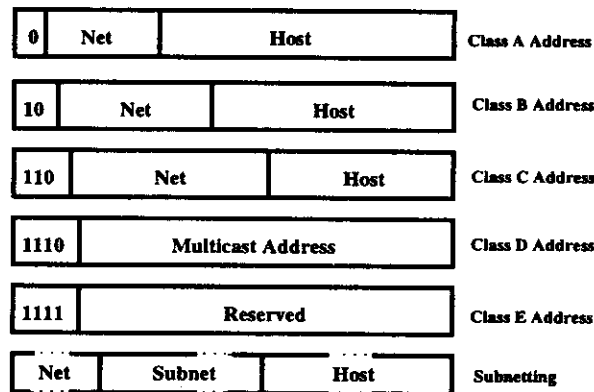 0 Net Host Class A Address
10 Net Host Class B Address
110 Net Host Class C Address
1110 Multicast Address Class D Address
1111 Reserved Class E Address
Net Subnet Host Subnetting